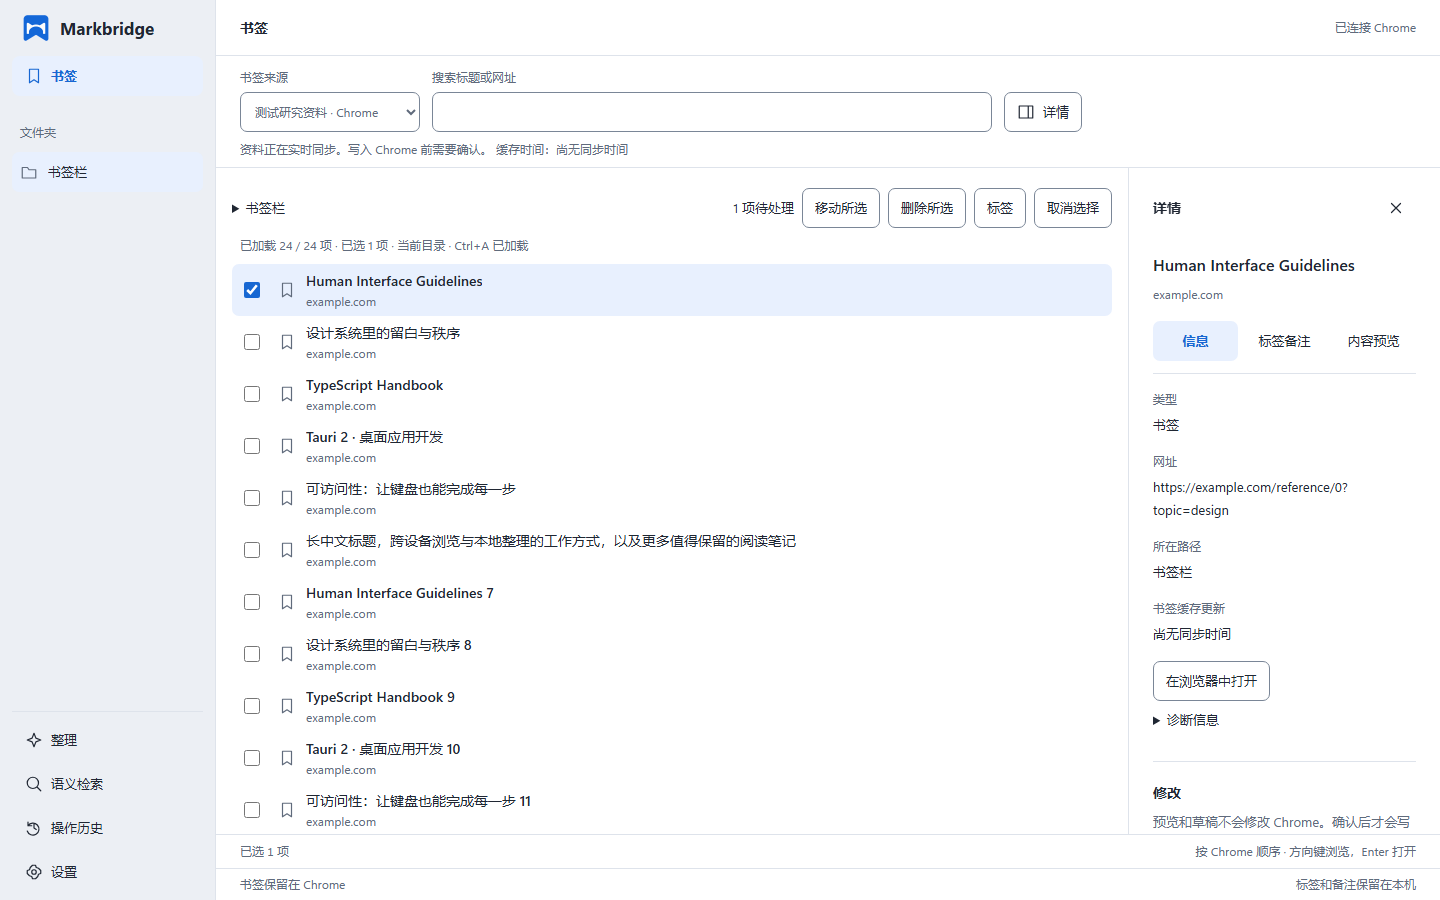 Markbridge
书签
文件夹
书签栏
整理
语义检索
操作历史
设置
书签
已连接 Chrome
书签来源
搜索标题或网址
测试研究资料 · Chrome
详情
资料正在实时同步。写入 Chrome 前需要确认。 缓存时间：尚无同步时间
书签栏
1 项待处理
移动所选
删除所选
标签
取消选择
已加载 24 / 24 项 · 已选 1 项 · 当前目录 · Ctrl+A 已加载
Human Interface Guidelines
example.com
设计系统里的留白与秩序
example.com
TypeScript Handbook
example.com
Tauri 2 · 桌面应用开发
example.com
可访问性：让键盘也能完成每一步
example.com
长中文标题，跨设备浏览与本地整理的工作方式，以及更多值得保留的阅读笔记
example.com
Human Interface Guidelines 7
example.com
设计系统里的留白与秩序 8
example.com
TypeScript Handbook 9
example.com
Tauri 2 · 桌面应用开发 10
example.com
可访问性：让键盘也能完成每一步 11
example.com
详情
Human Interface Guidelines
example.com
信息
标签备注
内容预览
类型
书签
网址
https://example.com/reference/0?
topic=design
所在路径
书签栏
书签缓存更新
尚无同步时间
在浏览器中打开
诊断信息
修改
预览和草稿不会修改 Chrome。确认后才会写
已选 1 项
按 Chrome 顺序 · 方向键浏览，Enter 打开
书签保留在 Chrome
标签和备注保留在本机